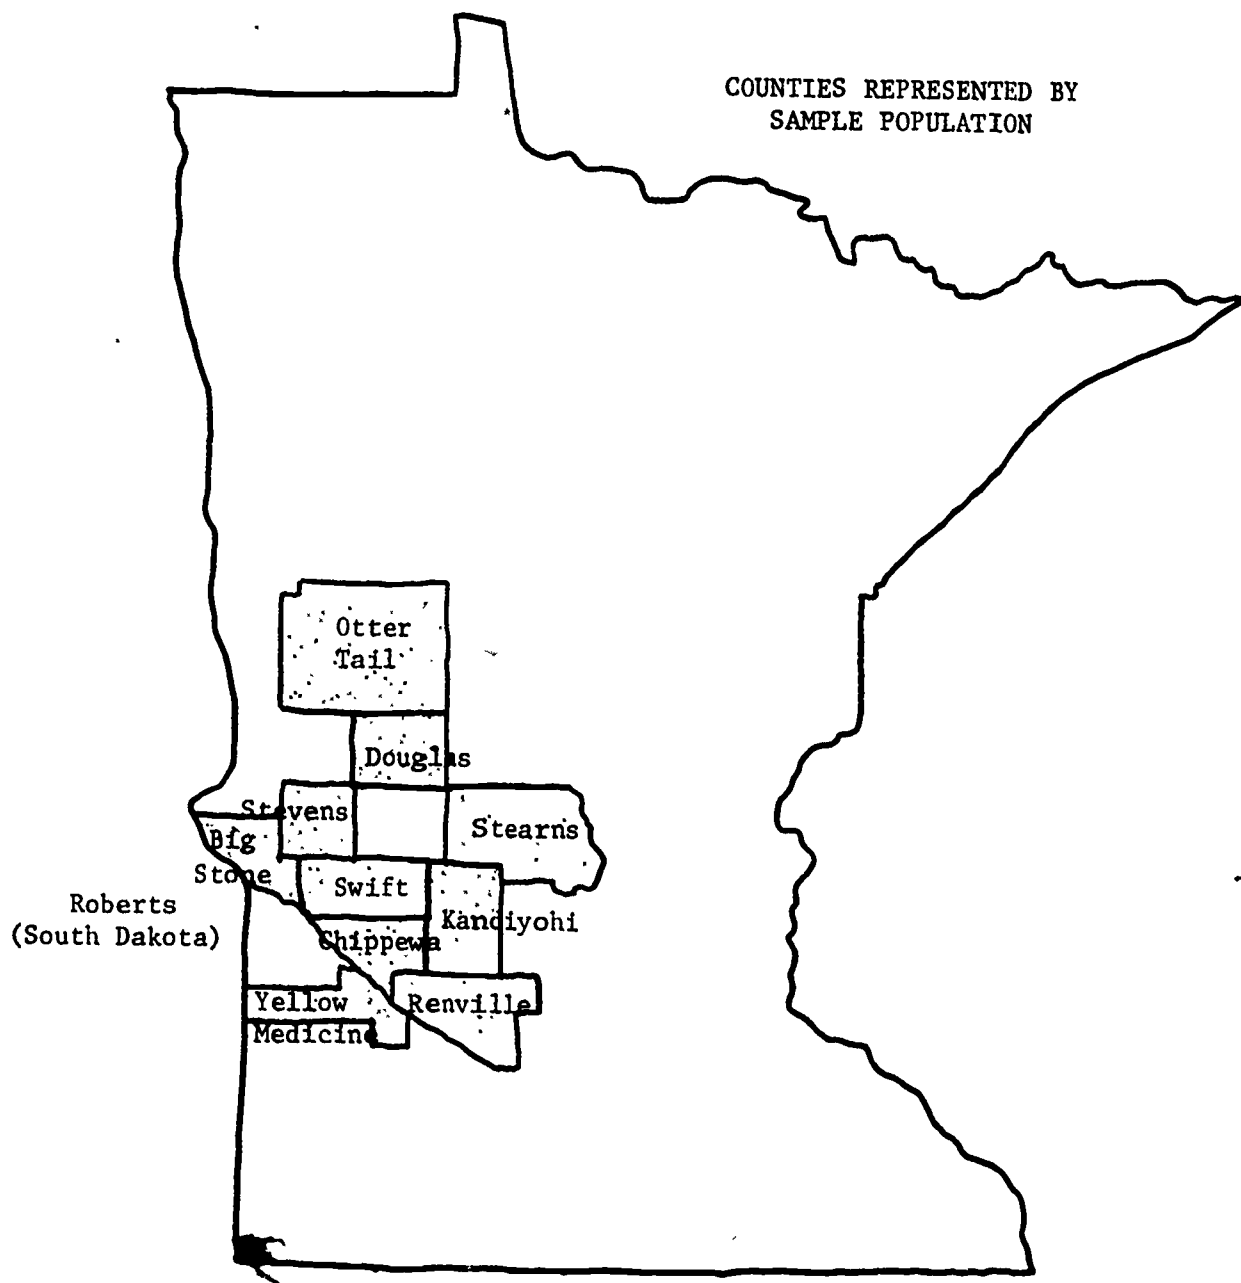 COUNTIES REPRESENTED BY
SAMPLE POPULATION
Otter
Tail
Douglas
Stevens
Stearns
Big
Stone
Swift
Roberts
(South Dakota)
Kandiyohi
Chippewa
Yellow
Medicine
Renville